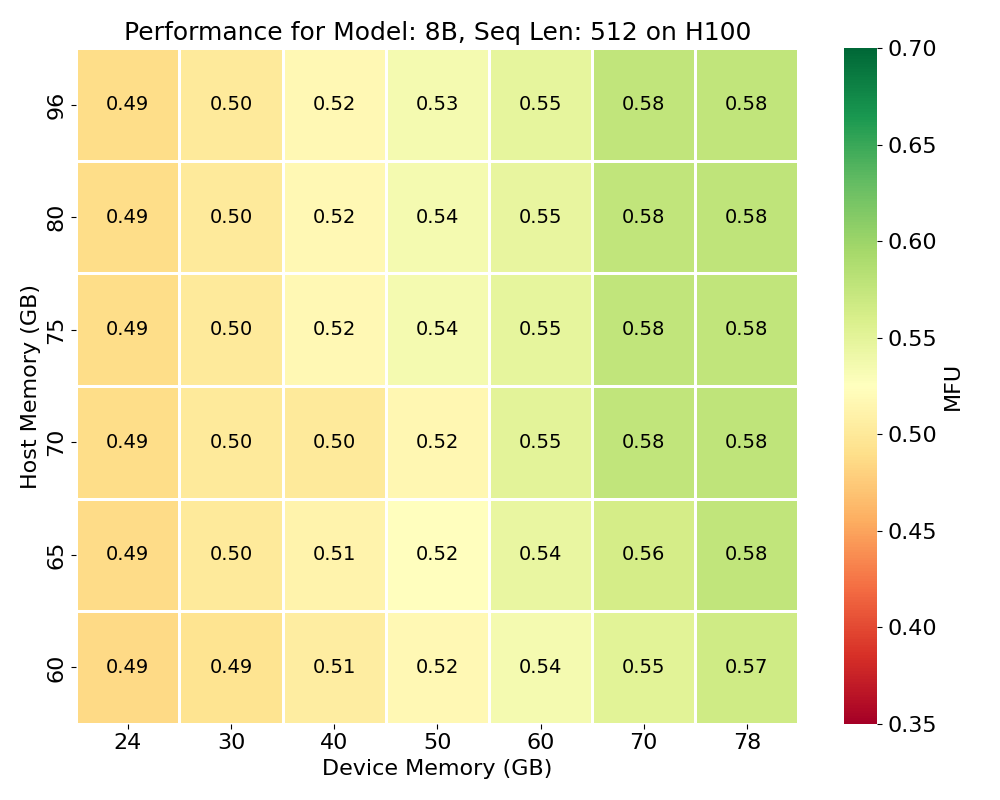 Performance for Model: 8B, Seq Len: 512 on H100
96 0.49 0.50 0.52 0.53 0.55 0.58 0.58
80 0.49 0.50 0.52 0.54 0.55 0.58 0.58
75 0.49 0.50 0.52 0.54 0.55 0.58 0.58
70 0.49 0.50 0.50 0.52 0.55 0.58 0.58
65 0.49 0.50 0.51 0.52 0.54 0.56 0.58
60 0.49 0.49 0.51 0.52 0.54 0.55 0.57
Host Memory (GB)
24 30 40 50 60 70 78
Device Memory (GB)
0.70
0.65
0.60
0.55
0.50
0.45
0.40
0.35
MFU